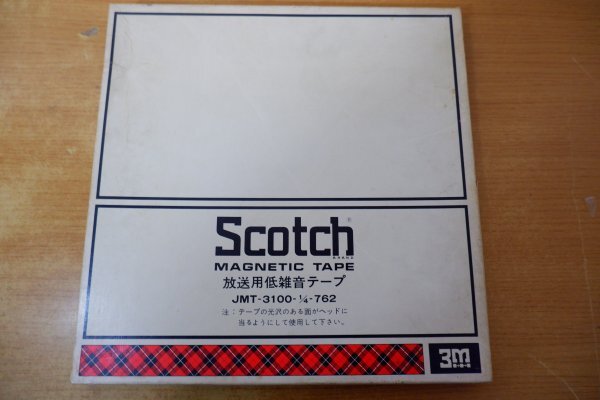 Scotch®
BRAND
MAGNETIC TAPE
放送用低雑音テープ
JMT-3100-¼-762
注：テープの光沢のある面がヘッドに
当るようにして使用して下さい。
3M